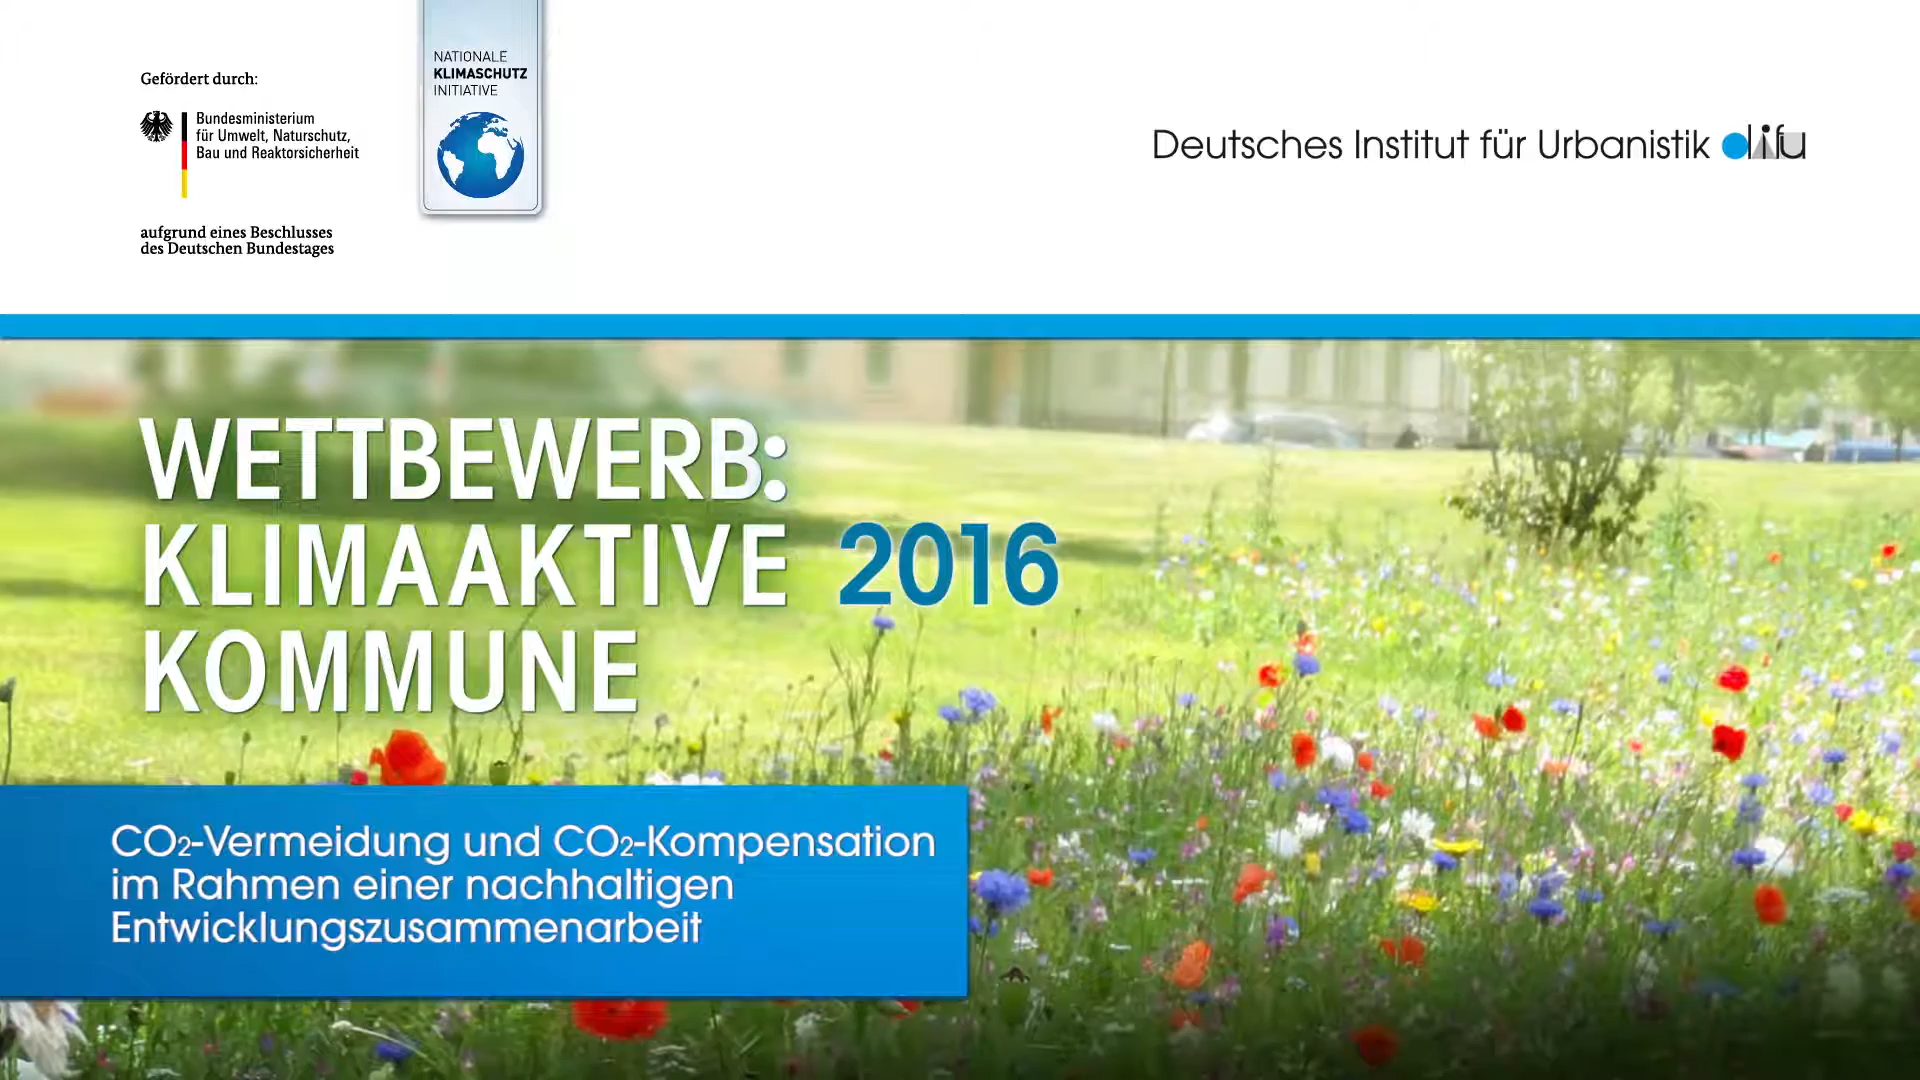 Gefördert durch:
Bundesministerium
für Umwelt, Naturschutz,
Bau und Reaktorsicherheit
aufgrund eines Beschlusses
des Deutschen Bundestages
NATIONALE
KLIMASCHUTZ
INITIATIVE
Deutsches Institut für Urbanistik difu
WETTBEWERB:
KLIMAAKTIVE 2016
KOMMUNE
CO₂-Vermeidung und CO₂-Kompensation
im Rahmen einer nachhaltigen
Entwicklungszusammenarbeit